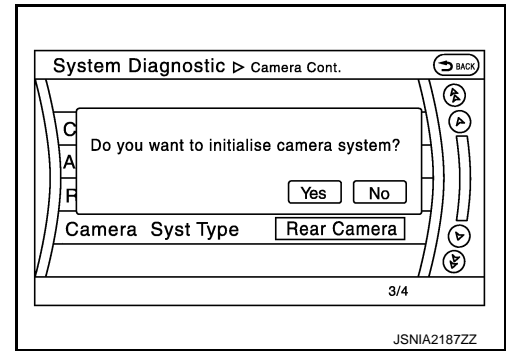 System Diagnostic ▷ Camera Cont.
BACK
C
Do you want to initialise camera system?
A
R
Yes No
Camera Syst Type Rear Camera
3/4
JSNIA2187ZZ